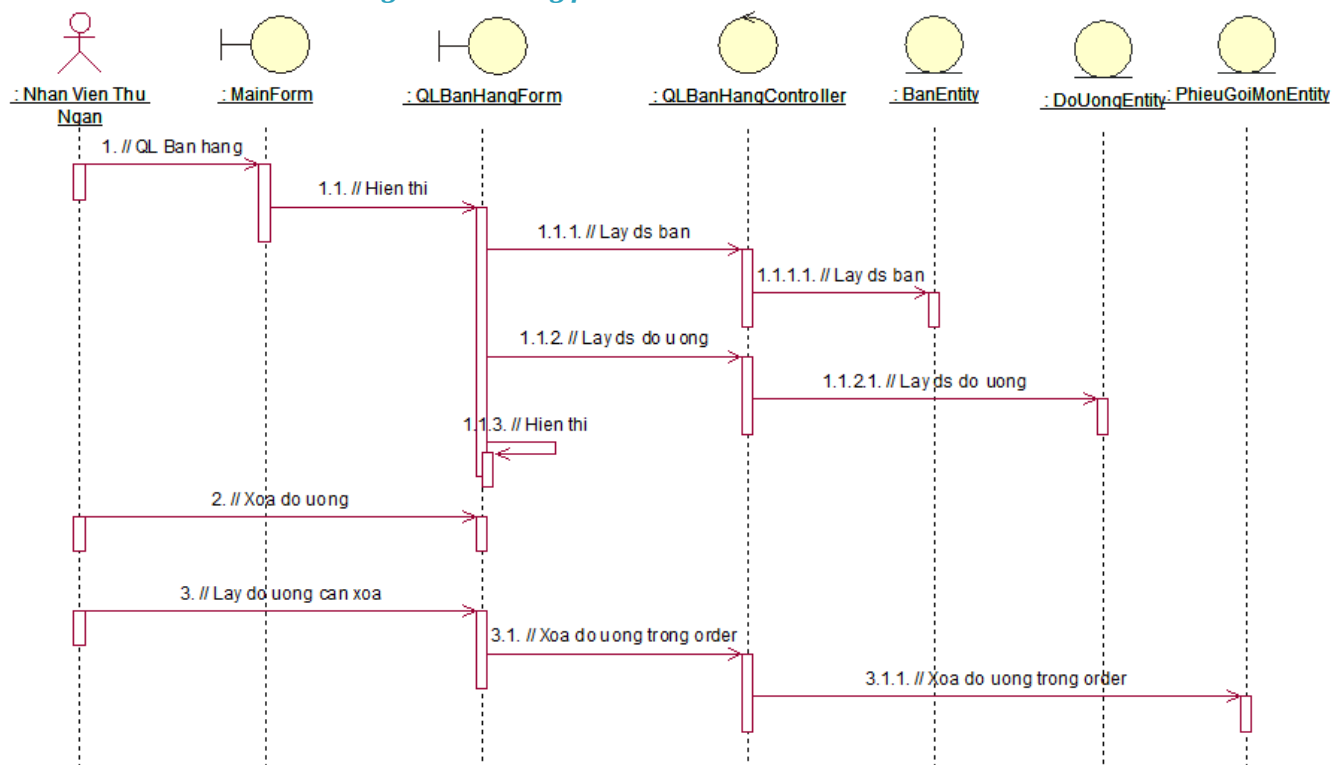 : Nhan Vien Thu
Ngan
: MainForm
: QLBanHangForm
: QLBanHangController
: BanEntity
: DoUongEntity
: PhieuGoiMonEntity
1. // QL Ban hang
1.1. // Hien thi
1.1.1. // Lay ds ban
1.1.1.1. // Lay ds ban
1.1.2. // Lay ds do uong
1.1.2.1. // Lay ds do uong
1.1.3. // Hien thi
2. // Xoa do uong
3. // Lay do uong can xoa
3.1. // Xoa do uong trong order
3.1.1. // Xoa do uong trong order